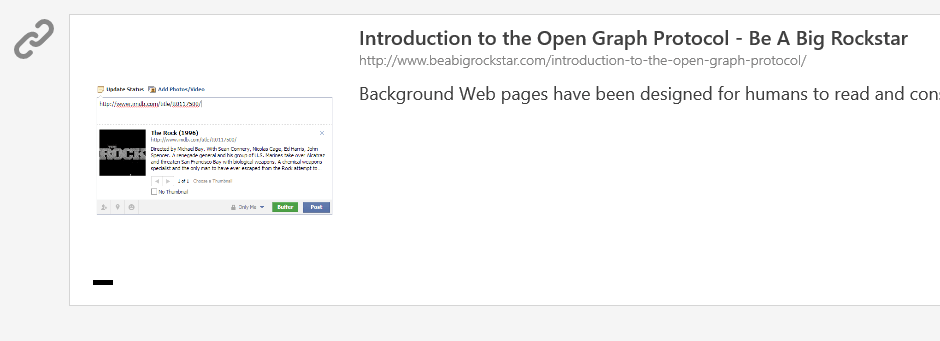 Introduction to the Open Graph Protocol - Be A Big Rockstar
http://www.beabigrockstar.com/introduction-to-the-open-graph-protocol/
Background Web pages have been designed for humans to read and cons
Update Status Add Photos/Video
http://www.imdb.com/title/tt0117500/
The Rock (1996)
http://www.imdb.com/title/tt0117500/
Directed by Michael Bay. With Sean Connery, Nicolas Cage, Ed Harris, John
Spencer. A renegade general and his group of U.S. Marines take over Alcatraz
and threaten San Francisco Bay with biological weapons. A chemical weapons
specialist and the only man to have ever escaped from the Rock attempt to
THE
ROCK
1 of 1 Choose a Thumbnail
No Thumbnail
Only Me Buffer Post